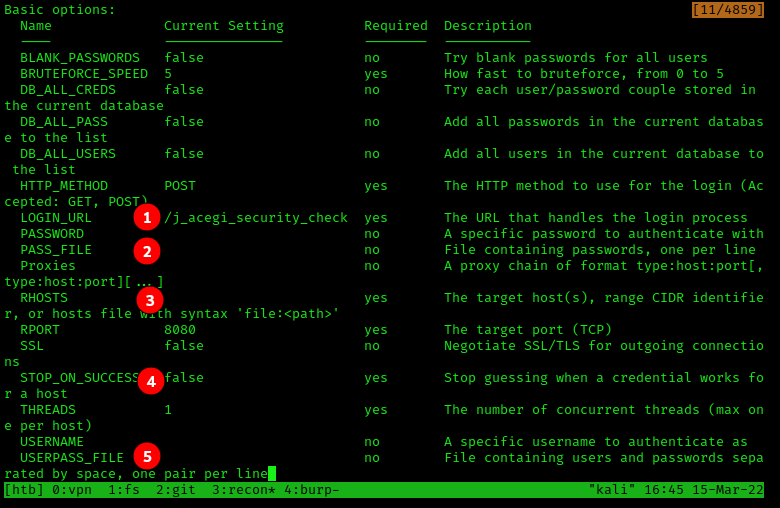 Basic options:                                                                        [11/4859]
  Name              Current Setting          Required  Description
  ----              ---------------          --------  -----------
  BLANK_PASSWORDS   false                    no        Try blank passwords for all users
  BRUTEFORCE_SPEED  5                        yes       How fast to bruteforce, from 0 to 5
  DB_ALL_CREDS      false                    no        Try each user/password couple stored in
the current database
  DB_ALL_PASS       false                    no        Add all passwords in the current databas
e to the list
  DB_ALL_USERS      false                    no        Add all users in the current database to
 the list
  HTTP_METHOD       POST                     yes       The HTTP method to use for the login (Ac
cepted: GET, POST)
  LOGIN_URL     1   /j_acegi_security_check  yes       The URL that handles the login process
  PASSWORD                                   no        A specific password to authenticate with
  PASS_FILE     2                            no        File containing passwords, one per line
  Proxies                                    no        A proxy chain of format type:host:port[,
type:host:port][...]
  RHOSTS        3                            yes       The target host(s), range CIDR identifie
r, or hosts file with syntax 'file:<path>'
  RPORT             8080                     yes       The target port (TCP)
  SSL               false                    no        Negotiate SSL/TLS for outgoing connectio
ns
  STOP_ON_SUCCESS 4 false                    yes       Stop guessing when a credential works fo
r a host
  THREADS           1                        yes       The number of concurrent threads (max on
e per host)
  USERNAME                                   no        A specific username to authenticate as
  USERPASS_FILE 5                            no        File containing users and passwords sepa
rated by space, one pair per line
[htb] 0:vpn  1:fs  2:git  3:recon* 4:burp-                               "kali" 16:45 15-Mar-22